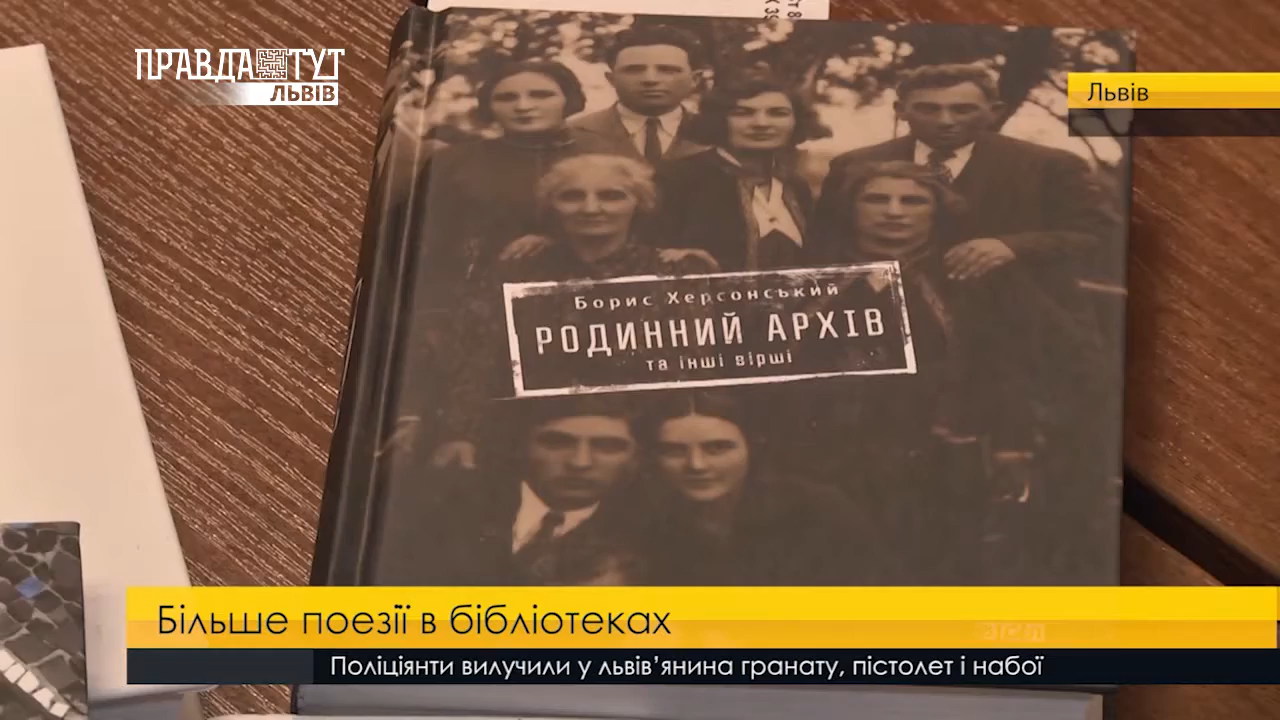 ПРАВДА ТУТ
ЛЬВІВ
Львів
Борис Херсонський
РОДИННИЙ АРХІВ
та інші вірші
Більше поезії в бібліотеках
Поліціянти вилучили у львів’янина гранату, пістолет і набої